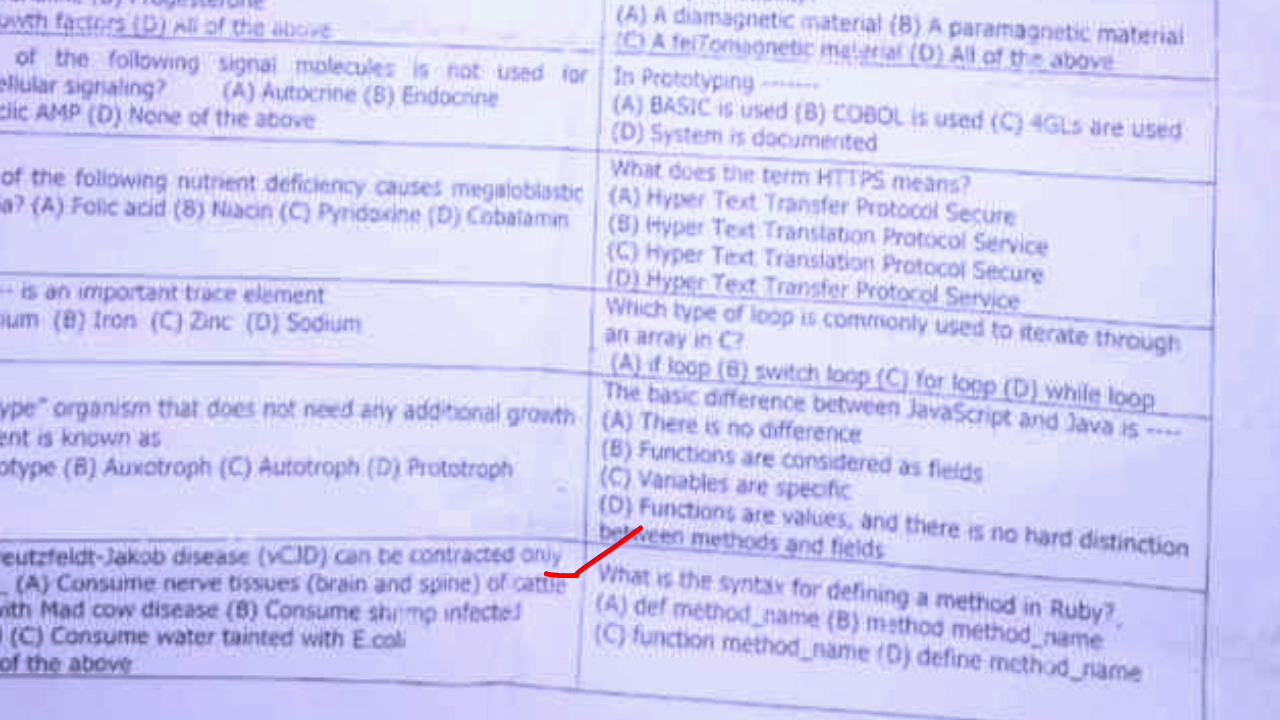 owth factors (D) All of the above
of the following signal molecules is not used for
ellular signaling? (A) Autocrine (B) Endocrine
clic AMP (D) None of the above
of the following nutrient deficiency causes megaloblastic
a? (A) Folic acid (B) Niacin (C) Pyridoxine (D) Cobalamin
-- is an important trace element
ium (B) Iron (C) Zinc (D) Sodium
ype" organism that does not need any additional growth
ent is known as
otype (B) Auxotroph (C) Autotroph (D) Prototroph
reutzfeldt-Jakob disease (vCJD) can be contracted only
_ (A) Consume nerve tissues (brain and spine) of cattle
with Mad cow disease (B) Consume shrimp infected
(C) Consume water tainted with E.coli
of the above
(A) A diamagnetic material (B) A paramagnetic material
(C) A fei7omagnetic material (D) All of the above
In Prototyping -------
(A) BASIC is used (B) COBOL is used (C) 4GLs are used
(D) System is documented
What does the term HTTPS means?
(A) Hyper Text Transfer Protocol Secure
(B) Hyper Text Translation Protocol Service
(C) Hyper Text Translation Protocol Secure
(D) Hyper Text Transfer Protocol Service
Which type of loop is commonly used to iterate through
an array in C?
(A) if loop (B) switch loop (C) for loop (D) while loop
The basic difference between JavaScript and Java is ----
(A) There is no difference
(B) Functions are considered as fields
(C) Variables are specific
(D) Functions are values, and there is no hard distinction
between methods and fields
What is the syntax for defining a method in Ruby?
(A) def method_name (B) method method_name
(C) function method_name (D) define method_name